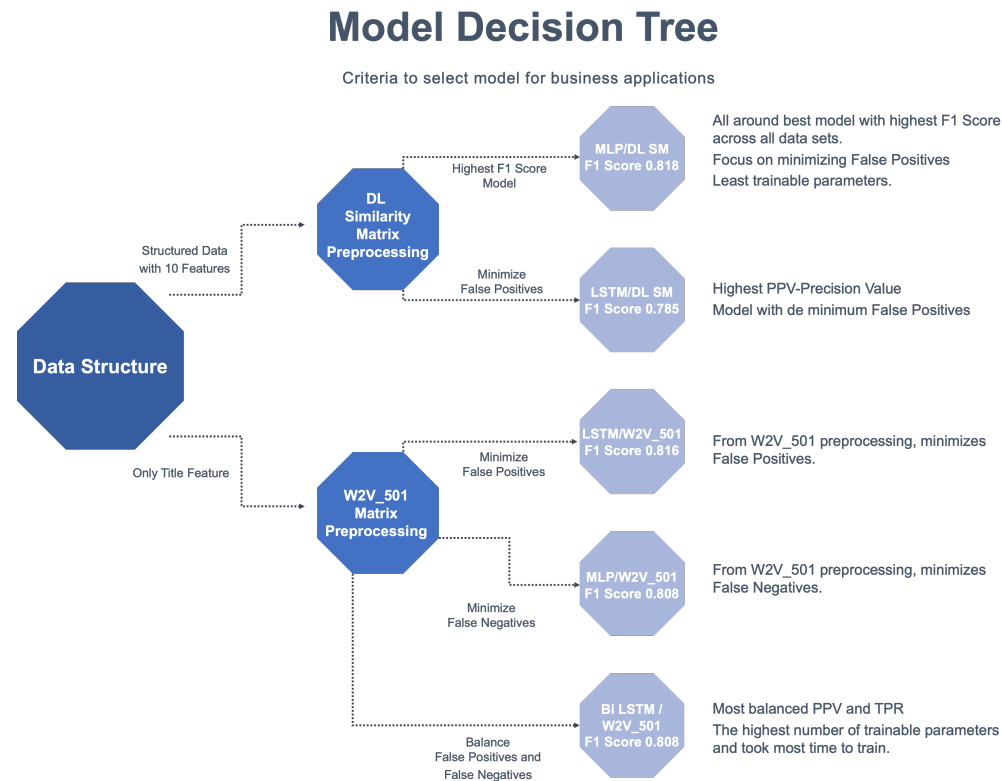 Model Decision Tree
Criteria to select model for business applications
Data Structure
Structured Data
with 10 Features
DL
Similarity
Matrix
Preprocessing
Highest F1 Score
Model
MLP/DL SM
F1 Score 0.818
All around best model with highest F1 Score
across all data sets.
Focus on minimizing False Positives
Least trainable parameters.
Minimize
False Positives
LSTM/DL SM
F1 Score 0.785
Highest PPV-Precision Value
Model with de minimum False Positives
Only Title Feature
W2V_501
Matrix
Preprocessing
Minimize
False Positives
LSTM/W2V_501
F1 Score 0.816
From W2V_501 preprocessing, minimizes
False Positives.
Minimize
False Negatives
MLP/W2V_501
F1 Score 0.808
From W2V_501 preprocessing, minimizes
False Negatives.
Balance
False Positives and
False Negatives
Bi LSTM /
W2V_501
F1 Score 0.808
Most balanced PPV and TPR
The highest number of trainable parameters
and took most time to train.